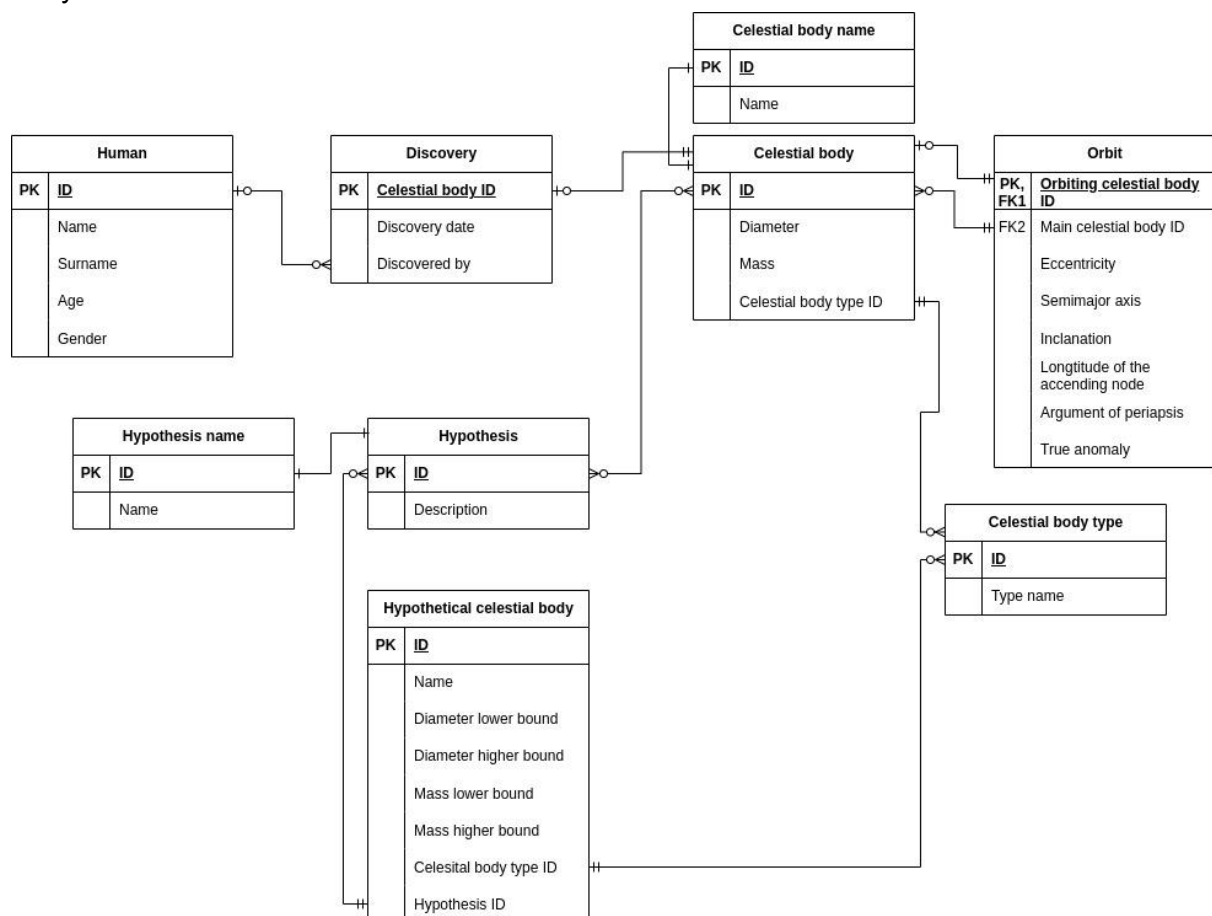 Celestial body name
PK ID
Name
Human
PK ID
Name
Surname
Age
Gender
Discovery
PK Celestial body ID
Discovery date
Discovered by
Celestial body
PK ID
Diameter
Mass
Celestial body type ID
Orbit
PK, Orbiting celestial body
FK1 ID
FK2 Main celestial body ID
Eccentricity
Semimajor axis
Inclanation
Longtitude of the
accending node
Argument of periapsis
True anomaly
Hypothesis name
PK ID
Name
Hypothesis
PK ID
Description
Celestial body type
PK ID
Type name
Hypothetical celestial body
PK ID
Name
Diameter lower bound
Diameter higher bound
Mass lower bound
Mass higher bound
Celesital body type ID
Hypothesis ID